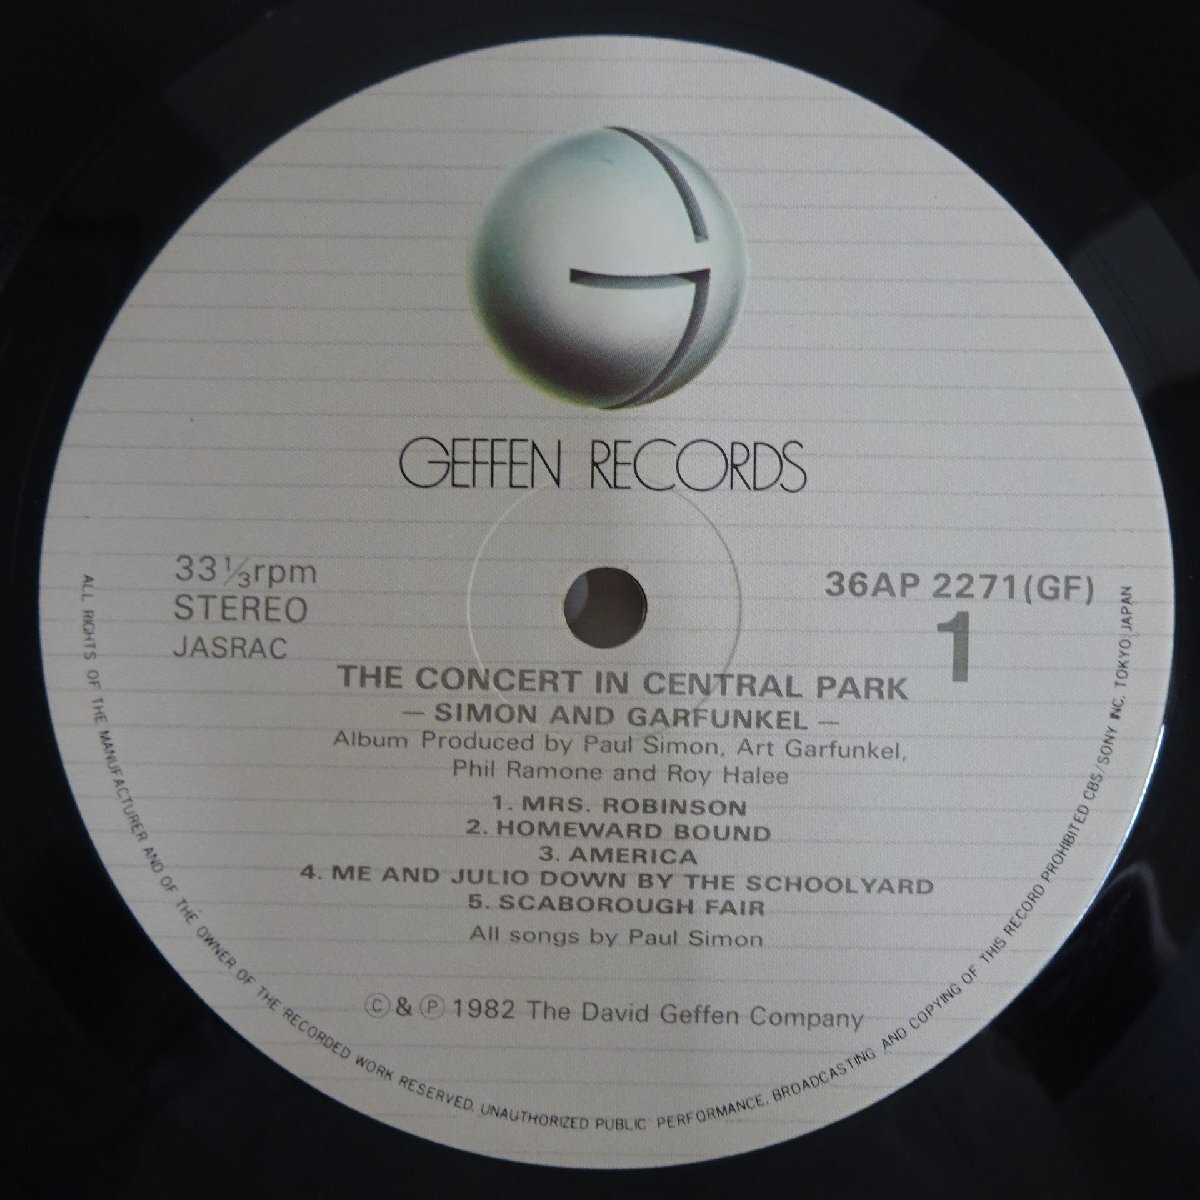 GEFFEN RECORDS
33 1/3 rpm
STEREO
JASRAC
36AP 2271(GF)
1
THE CONCERT IN CENTRAL PARK
— SIMON AND GARFUNKEL —
Album Produced by Paul Simon, Art Garfunkel,
Phil Ramone and Roy Halee
1. MRS. ROBINSON
2. HOMEWARD BOUND
3. AMERICA
4. ME AND JULIO DOWN BY THE SCHOOLYARD
5. SCABOROUGH FAIR
All songs by Paul Simon
Ⓒ & Ⓟ 1982 The David Geffen Company
ALL RIGHTS OF THE MANUFACTURER AND OF THE OWNER OF THE RECORDED WORK RESERVED. UNAUTHORIZED PUBLIC PERFORMANCE, BROADCASTING AND COPYING OF THIS RECORD PROHIBITED CBS/SONY INC. TOKYO, JAPAN